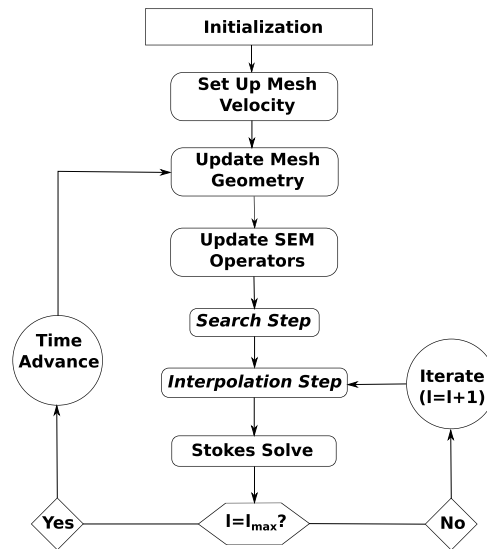 Initialization
Set Up Mesh
Velocity
Update Mesh
Geometry
Update SEM
Operators
Search Step
Time
Advance
Interpolation Step
Iterate
(l=l+1)
Stokes Solve
Yes
l=lmax?
No